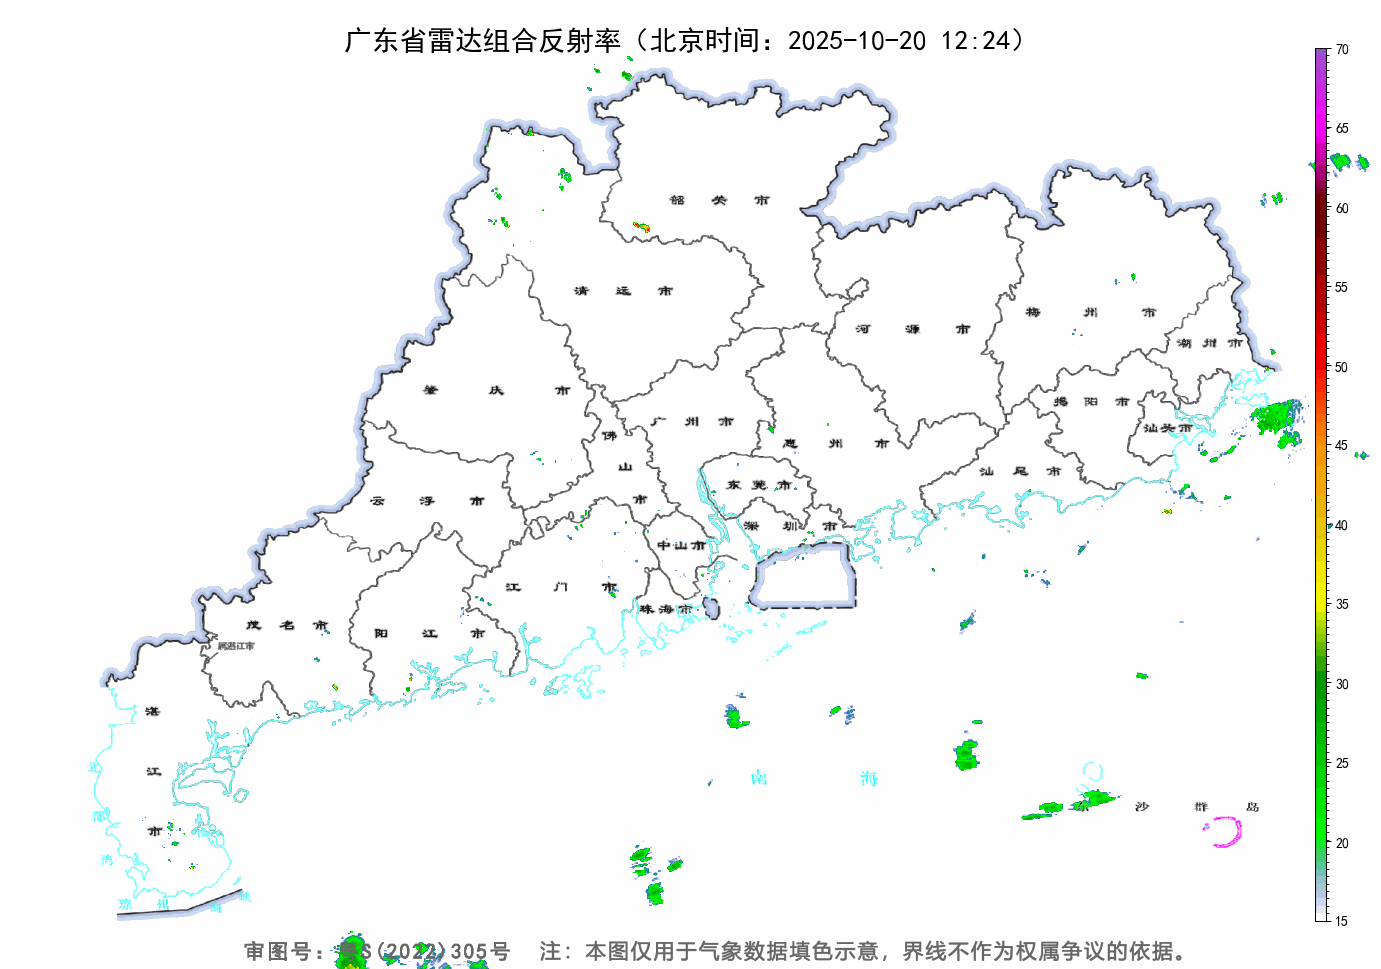 广东省雷达组合反射率（北京时间：2025-10-20 12:24）
70
65
60
55
50
45
40
35
30
25
20
15
韶关市
清远市
河源市
梅州市
潮州市
肇庆市
广州市
佛山市
惠州市
揭阳市
汕头市
汕尾市
云浮市
东莞市
深圳市
中山市
江门市
珠海市
茂名市
属湛江市
阳江市
湛江市
北部湾
南海
东沙群岛
琼州海峡
审图号：粤S(2022)305号 注：本图仅用于气象数据填色示意，界线不作为权属争议的依据。